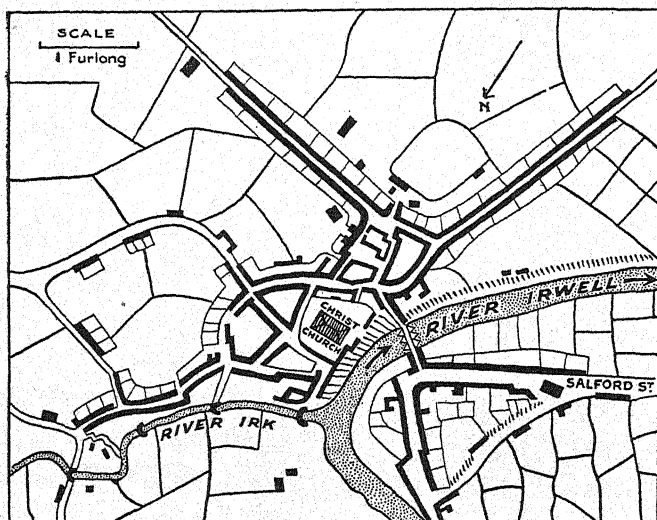 SCALE
1 Furlong
N
CHRIST
CHURCH
RIVER IRWELL
SALFORD ST.
RIVER IRK